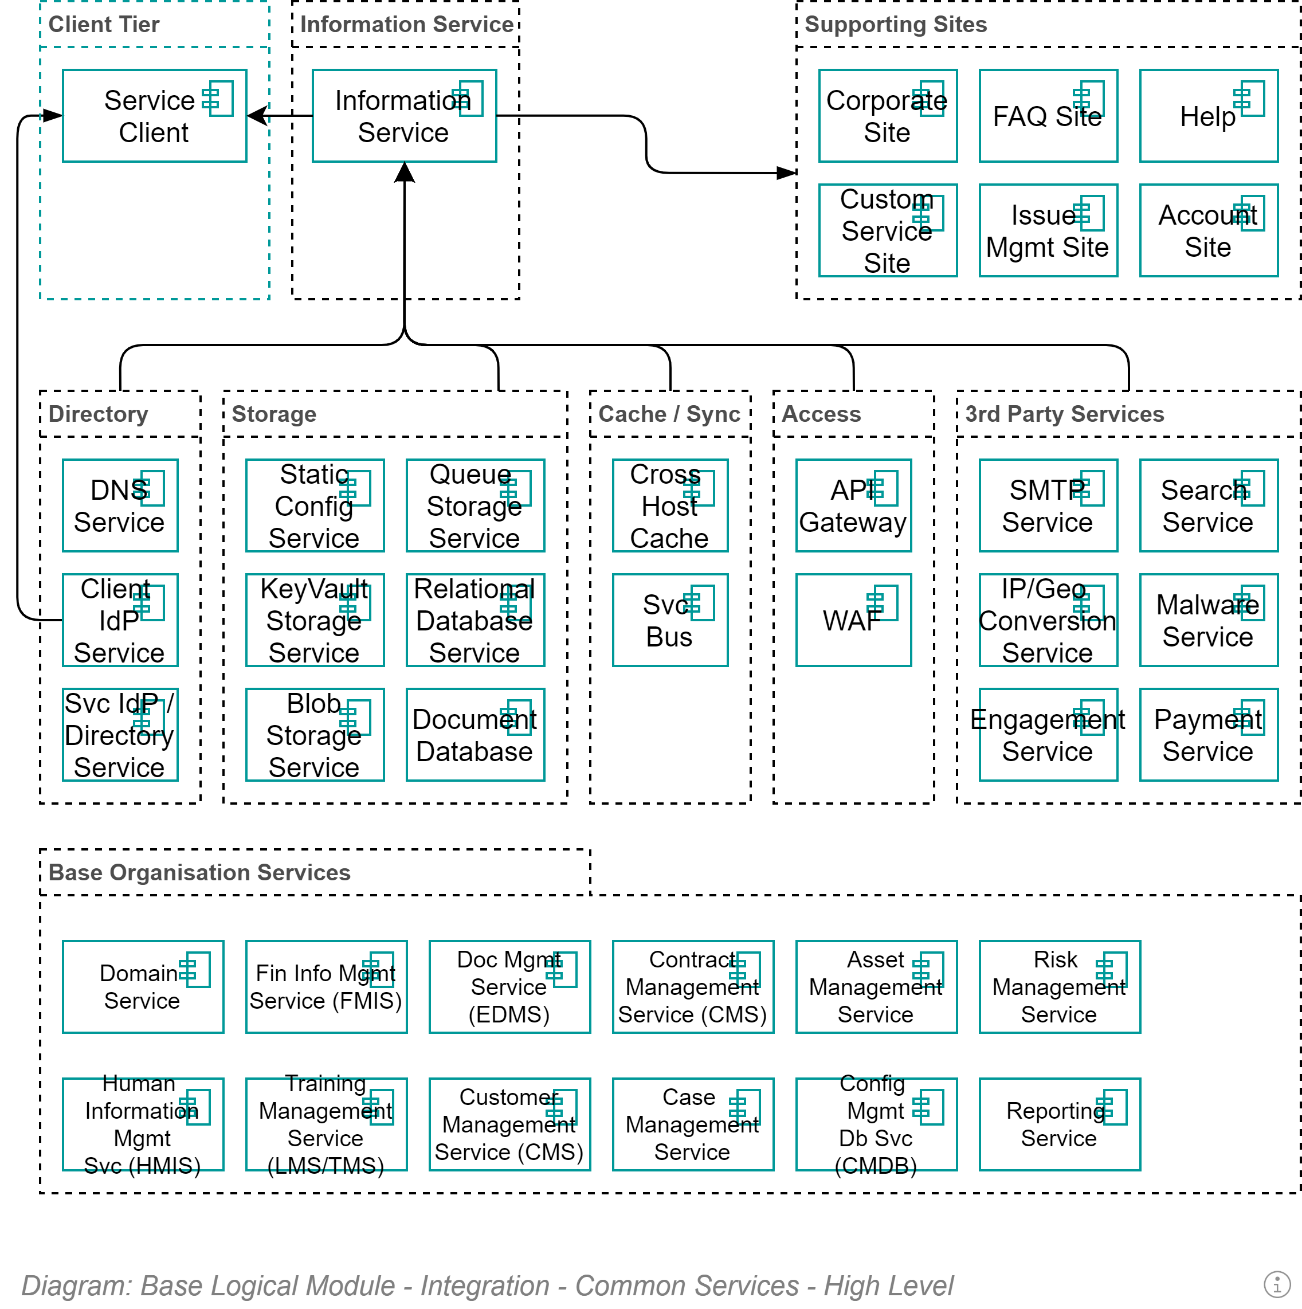 Client Tier
Information Service
Supporting Sites
Service
Client
Information
Service
Corporate
Site
FAQ Site
Help
Custom
Service
Site
Issue
Mgmt Site
Account
Site
Directory
Storage
Cache / Sync
Access
3rd Party Services
DNS
Service
Static
Config
Service
Queue
Storage
Service
Cross
Host
Cache
API
Gateway
SMTP
Service
Search
Service
Client
IdP
Service
KeyVault
Storage
Service
Relational
Database
Service
Svc
Bus
WAF
IP/Geo
Conversion
Service
Malware
Service
Svc IdP /
Directory
Service
Blob
Storage
Service
Document
Database
Engagement
Service
Payment
Service
Base Organisation Services
Domain
Service
Fin Info Mgmt
Service (FMIS)
Doc Mgmt
Service
(EDMS)
Contract
Management
Service (CMS)
Asset
Management
Service
Risk
Management
Service
Human
Information
Mgmt
Svc (HMIS)
Training
Management
Service
(LMS/TMS)
Customer
Management
Service (CMS)
Case
Management
Service
Config
Mgmt
Db Svc
(CMDB)
Reporting
Service
Diagram: Base Logical Module - Integration - Common Services - High Level